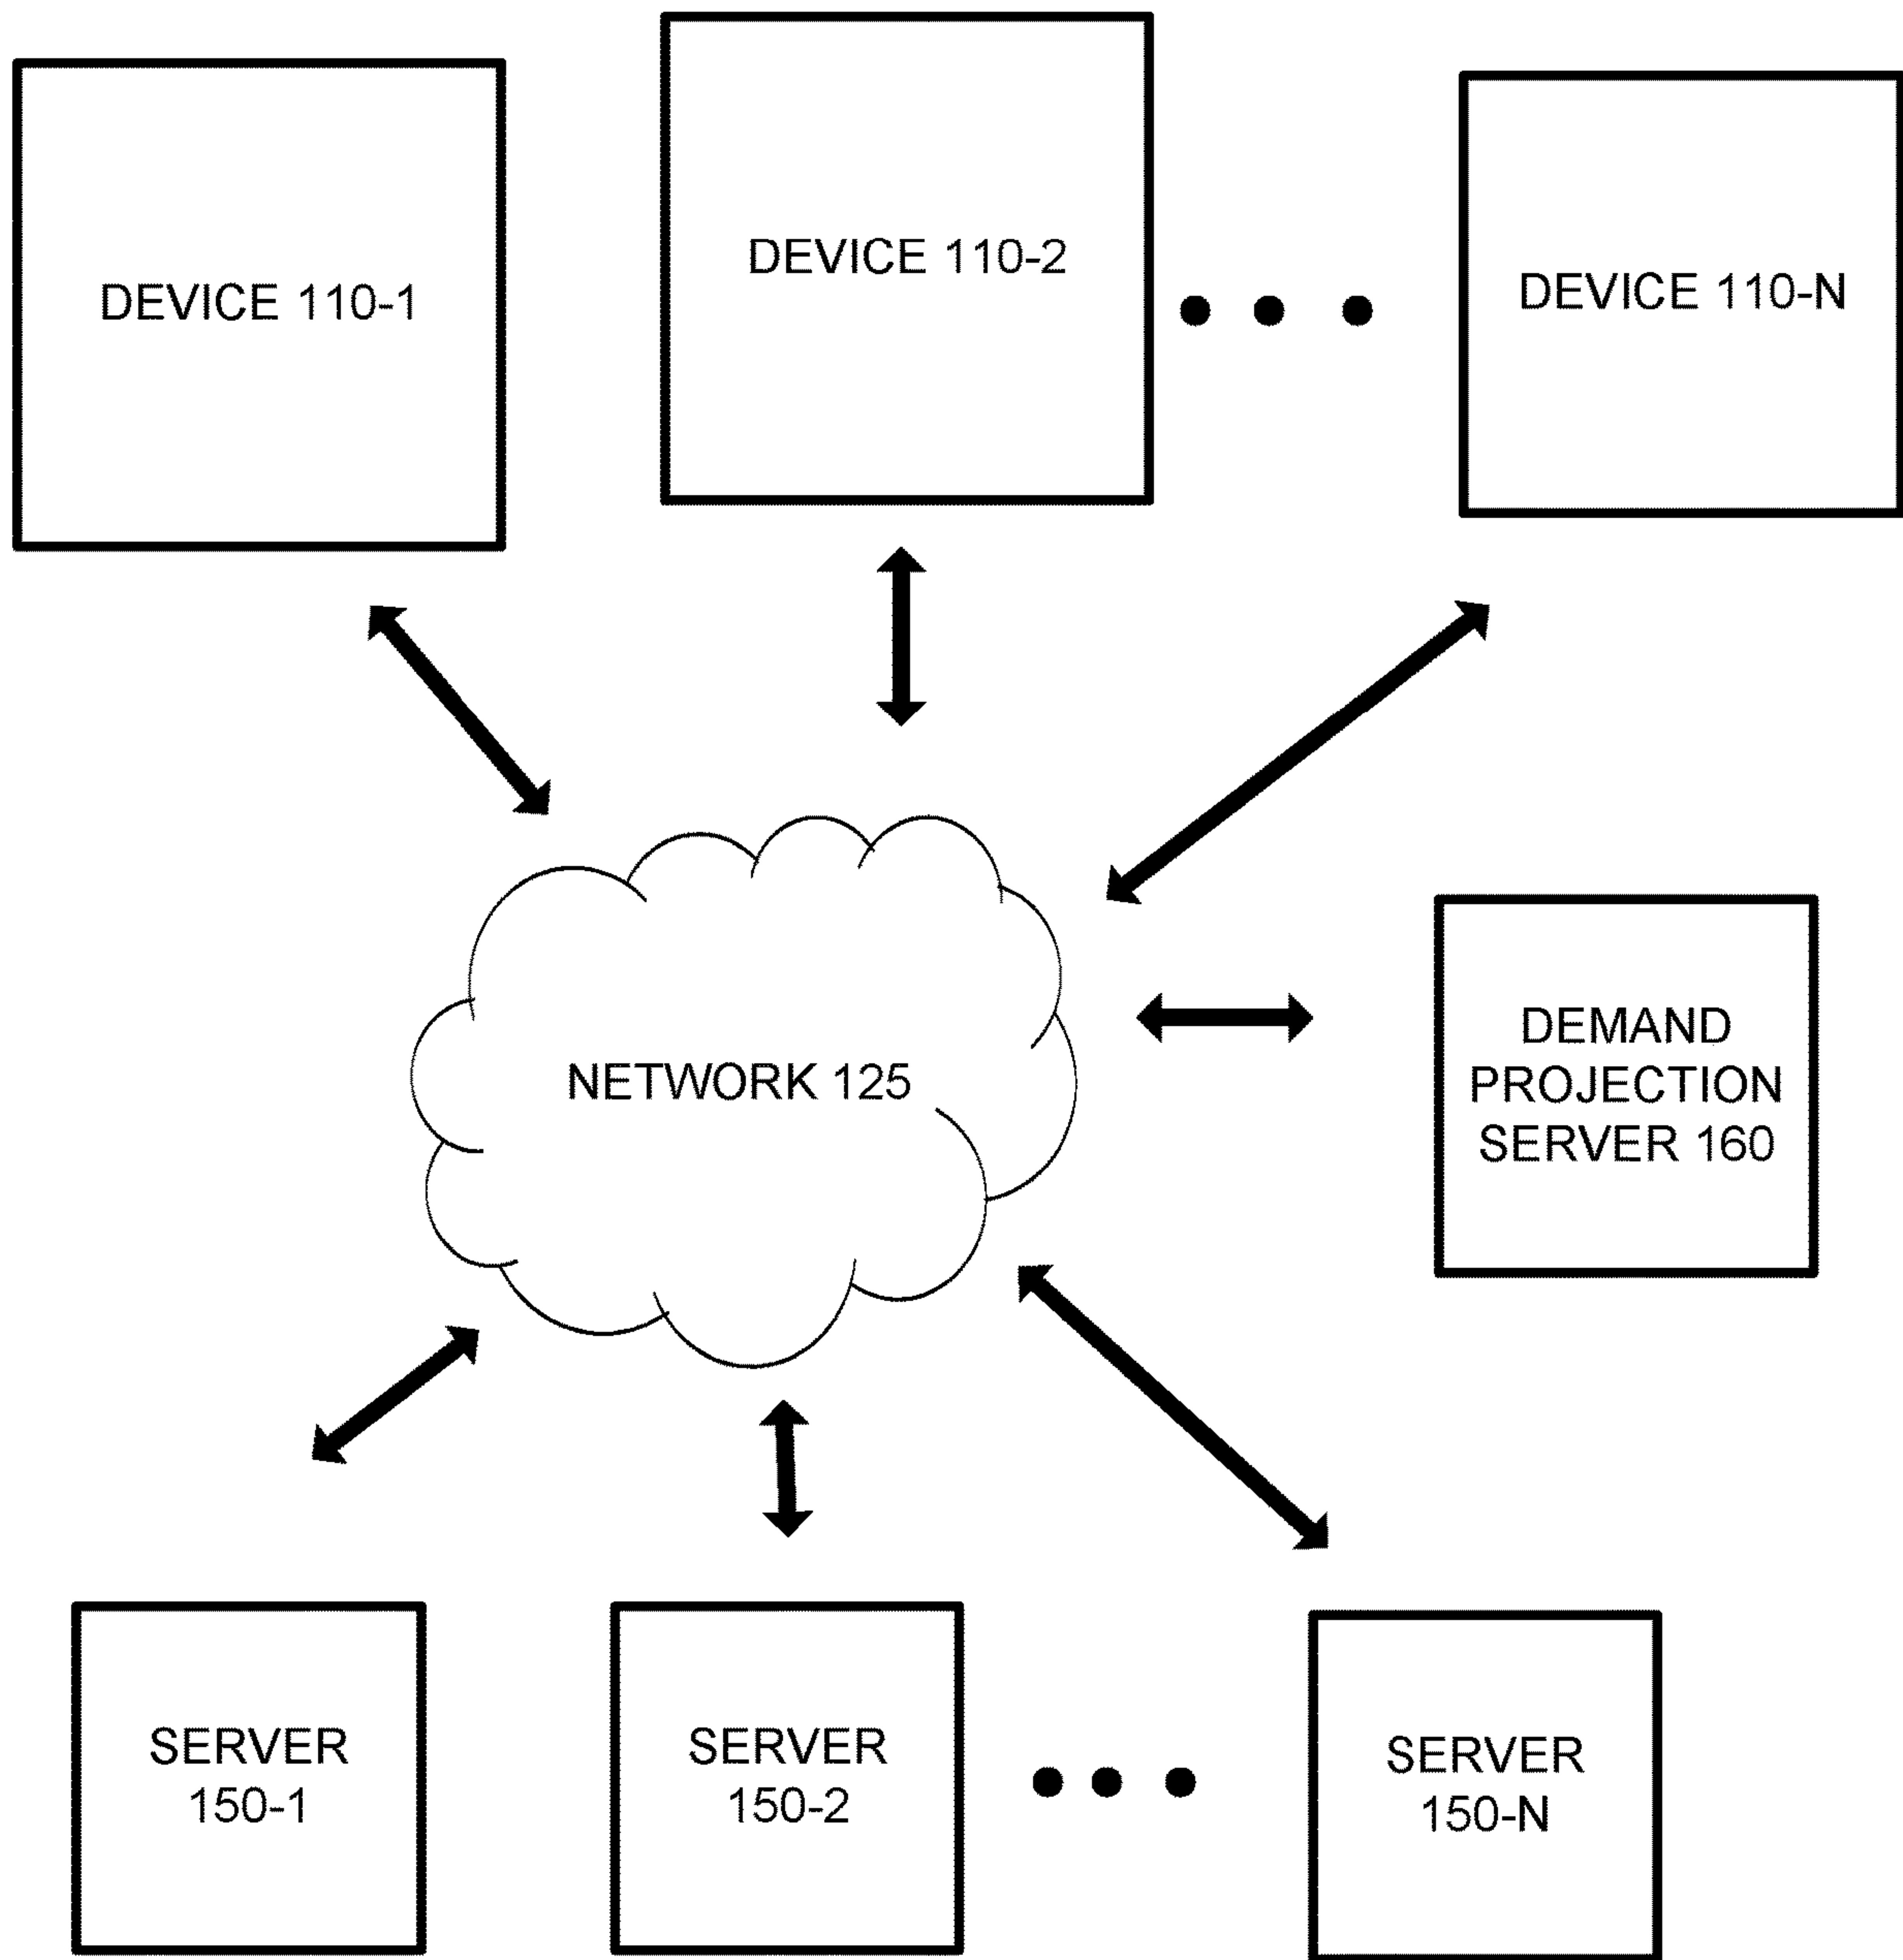 DEVICE 110-1
DEVICE 110-2
DEVICE 110-N
NETWORK 125
DEMAND
PROJECTION
SERVER 160
SERVER
150-1
SERVER
150-2
SERVER
150-N